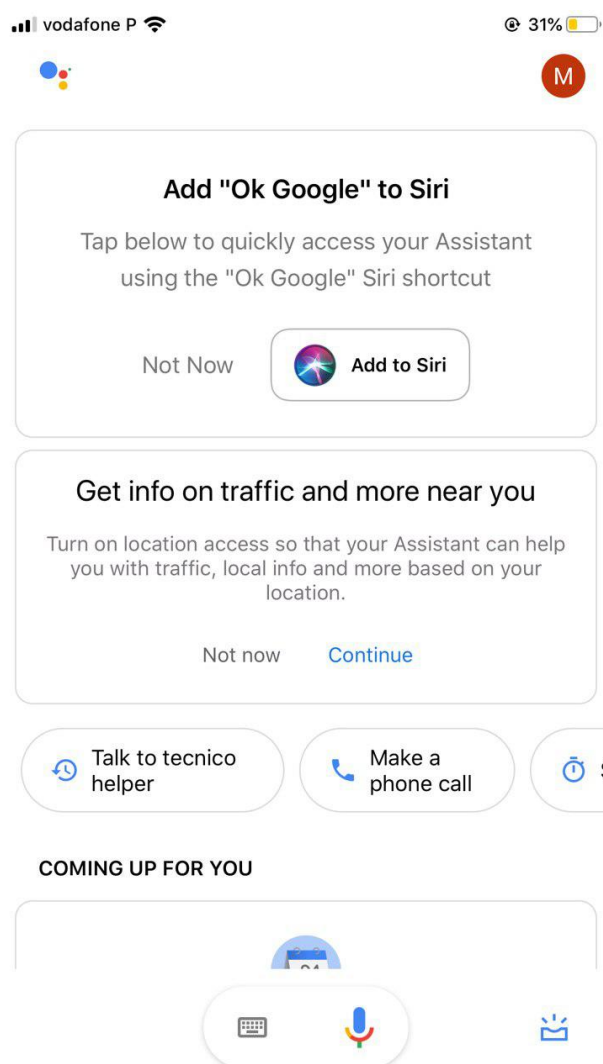 vodafone P
31%
M
Add "Ok Google" to Siri
Tap below to quickly access your Assistant
using the "Ok Google" Siri shortcut
Not Now
Add to Siri
Get info on traffic and more near you
Turn on location access so that your Assistant can help
you with traffic, local info and more based on your
location.
Not now
Continue
Talk to tecnico
helper
Make a
phone call
COMING UP FOR YOU